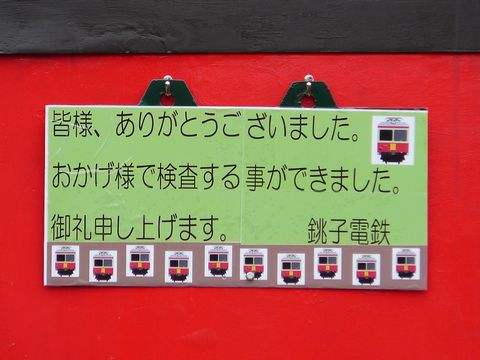 皆様、ありがとうございました。
おかげ様で検査する事ができました。
御礼申し上げます。 銚子電鉄